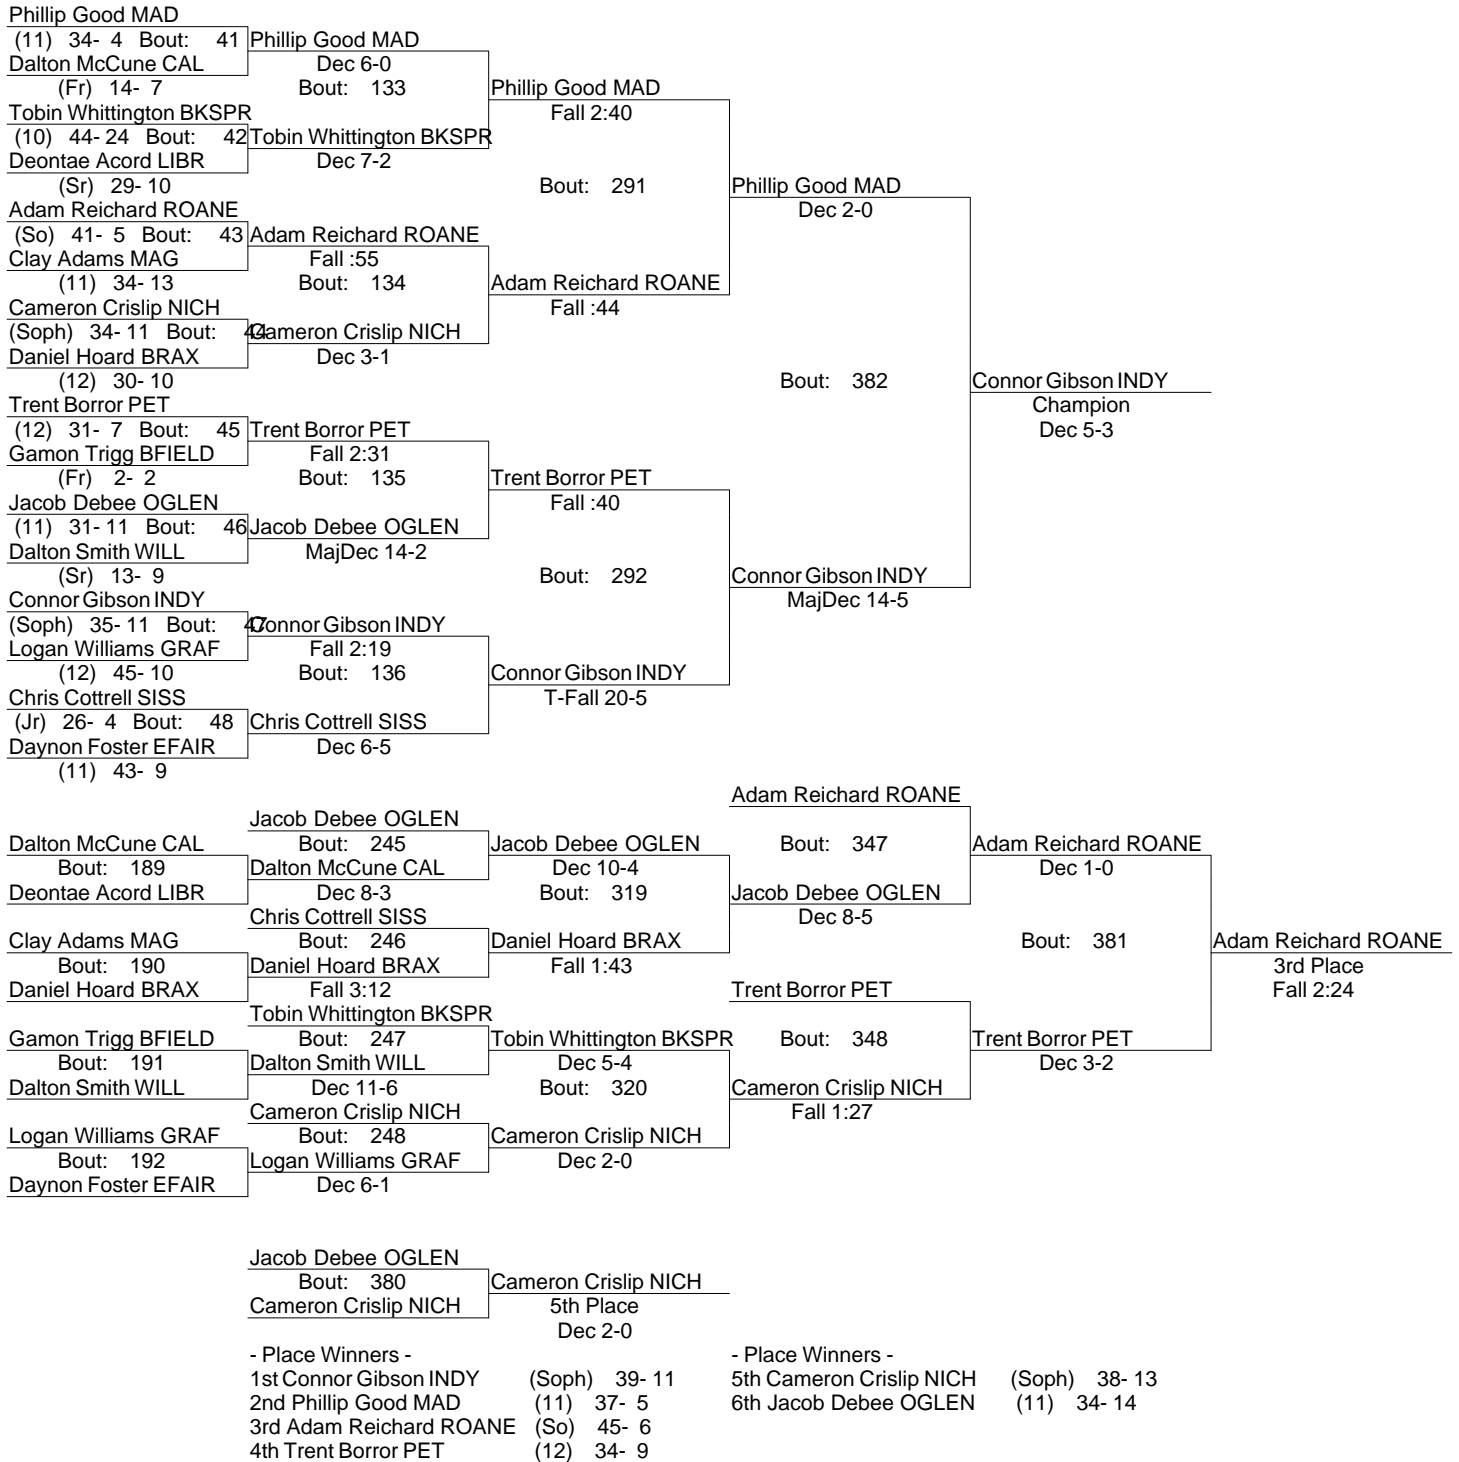 Phillip Good MAD
(11) 34- 4 Bout: 41 Phillip Good MAD
Dalton McCune CAL Dec 6-0
(Fr) 14- 7 Bout: 133 Phillip Good MAD
Tobin Whittington BKSPR Fall 2:40
(10) 44- 24 Bout: 42 Tobin Whittington BKSPR
Deontae Acord LIBR Dec 7-2
(Sr) 29- 10 Bout: 291 Phillip Good MAD
Adam Reichard ROANE Dec 2-0
(So) 41- 5 Bout: 43 Adam Reichard ROANE
Clay Adams MAG Fall :55
(11) 34- 13 Bout: 134 Adam Reichard ROANE
Cameron Crislip NICH Fall :44
(Soph) 34- 11 Bout: 44 Cameron Crislip NICH
Daniel Hoard BRAX Dec 3-1
(12) 30- 10 Bout: 382 Connor Gibson INDY
Trent Borror PET Champion
(12) 31- 7 Bout: 45 Trent Borror PET Dec 5-3
Gamon Trigg BFIELD Fall 2:31
(Fr) 2- 2 Bout: 135 Trent Borror PET
Jacob Debee OGLEN Fall :40
(11) 31- 11 Bout: 46 Jacob Debee OGLEN
Dalton Smith WILL MajDec 14-2
(Sr) 13- 9 Bout: 292 Connor Gibson INDY
Connor Gibson INDY MajDec 14-5
(Soph) 35- 11 Bout: 47 Connor Gibson INDY
Logan Williams GRAF Fall 2:19
(12) 45- 10 Bout: 136 Connor Gibson INDY
Chris Cottrell SISS T-Fall 20-5
(Jr) 26- 4 Bout: 48 Chris Cottrell SISS
Daynon Foster EFAIR Dec 6-5
(11) 43- 9
Adam Reichard ROANE
Jacob Debee OGLEN
Dalton McCune CAL Bout: 245 Jacob Debee OGLEN Bout: 347 Adam Reichard ROANE
Bout: 189 Dalton McCune CAL Dec 10-4 Dec 1-0
Deontae Acord LIBR Dec 8-3 Bout: 319 Jacob Debee OGLEN
Chris Cottrell SISS Dec 8-5
Clay Adams MAG Bout: 246 Daniel Hoard BRAX Bout: 381 Adam Reichard ROANE
Bout: 190 Daniel Hoard BRAX Fall 1:43 3rd Place
Daniel Hoard BRAX Fall 3:12 Trent Borror PET Fall 2:24
Tobin Whittington BKSPR
Gamon Trigg BFIELD Bout: 247 Tobin Whittington BKSPR Bout: 348 Trent Borror PET
Bout: 191 Dalton Smith WILL Dec 5-4 Dec 3-2
Dalton Smith WILL Dec 11-6 Bout: 320 Cameron Crislip NICH
Cameron Crislip NICH Fall 1:27
Logan Williams GRAF Bout: 248 Cameron Crislip NICH
Bout: 192 Logan Williams GRAF Dec 2-0
Daynon Foster EFAIR Dec 6-1
Jacob Debee OGLEN
Bout: 380 Cameron Crislip NICH
Cameron Crislip NICH 5th Place
Dec 2-0
- Place Winners - - Place Winners -
1st Connor Gibson INDY (Soph) 39- 11 5th Cameron Crislip NICH (Soph) 38- 13
2nd Phillip Good MAD (11) 37- 5 6th Jacob Debee OGLEN (11) 34- 14
3rd Adam Reichard ROANE (So) 45- 6
4th Trent Borror PET (12) 34- 9